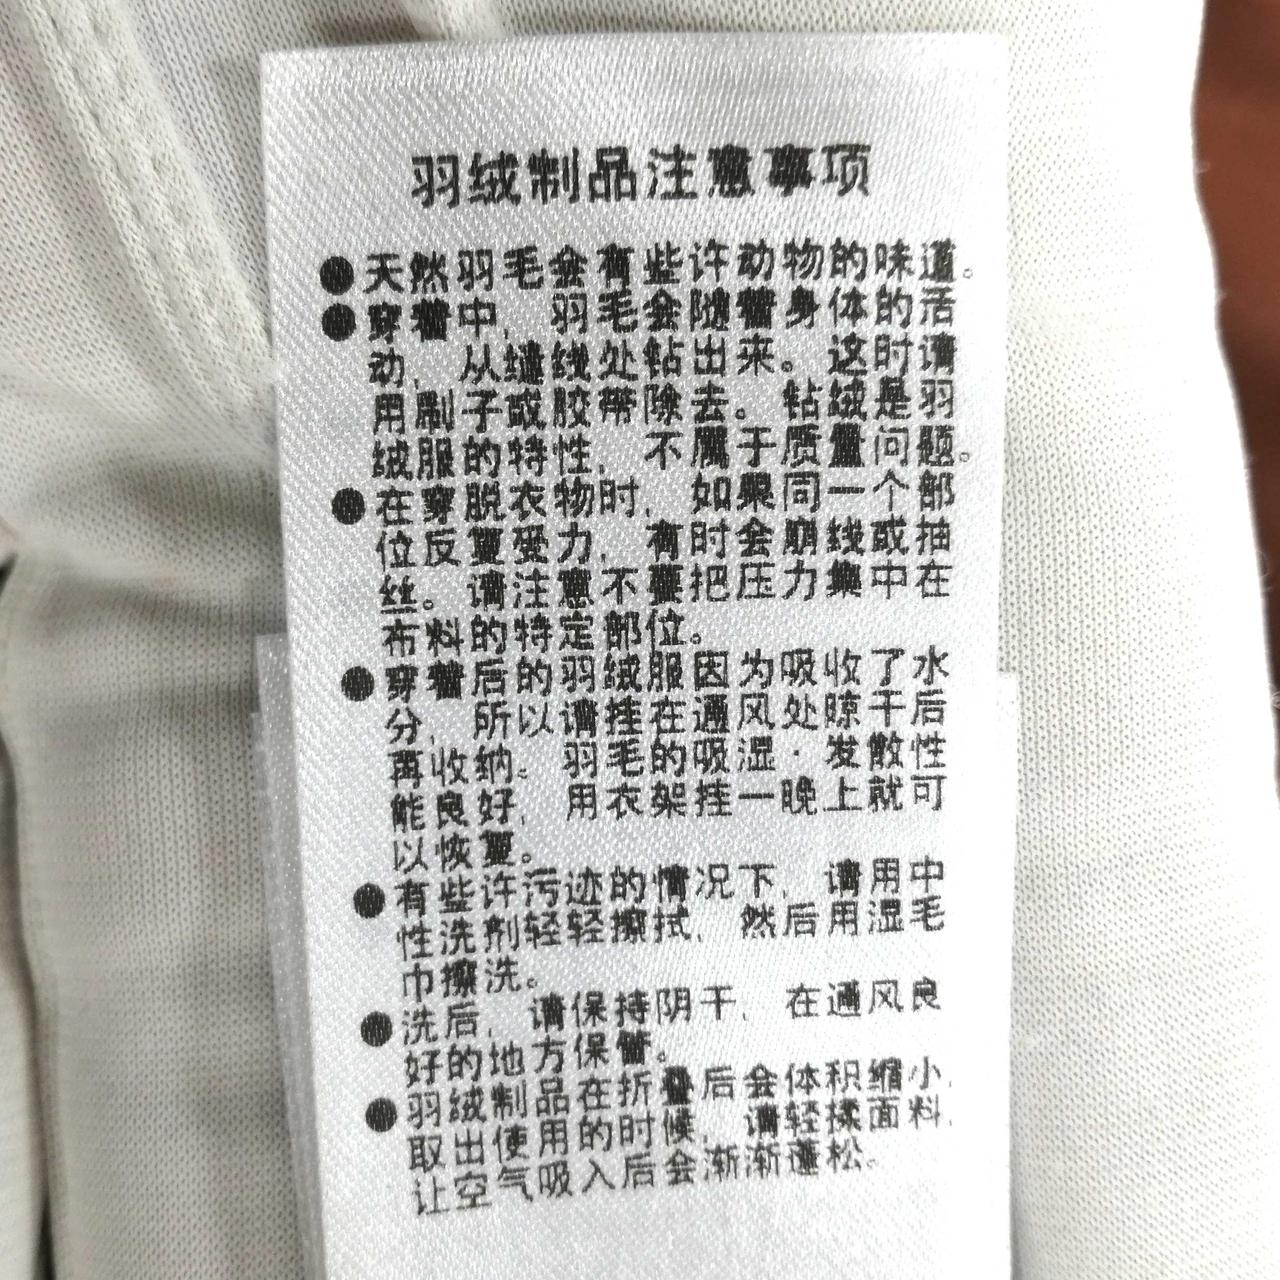 羽绒制品注意事项
●天然羽毛会有些许动物的味道。
●穿着中，羽毛会随着身体的活
动，从缝线处钻出来。这时请
用刷子或胶带除去。钻绒是羽
绒服的特性，不属于质量问题。
●在穿脱衣物时，如果同一个部
位反复受力，有时会崩线或抽
丝。请注意不要把压力集中在
布料的特定部位。
●穿着后的羽绒服因为吸收了水
分，所以请挂在通风处晾干后
再收纳。羽毛的吸湿·发散性
能良好，用衣架挂一晚上就可
以恢复。
●有些许污迹的情况下，请用中
性洗剂轻轻擦拭，然后用湿毛
巾擦洗。
●洗后，请保持阴干，在通风良
好的地方保管。
●羽绒制品在折叠后会体积缩小，
取出使用的时候，请轻揉面料，
让空气吸入后会渐渐蓬松。